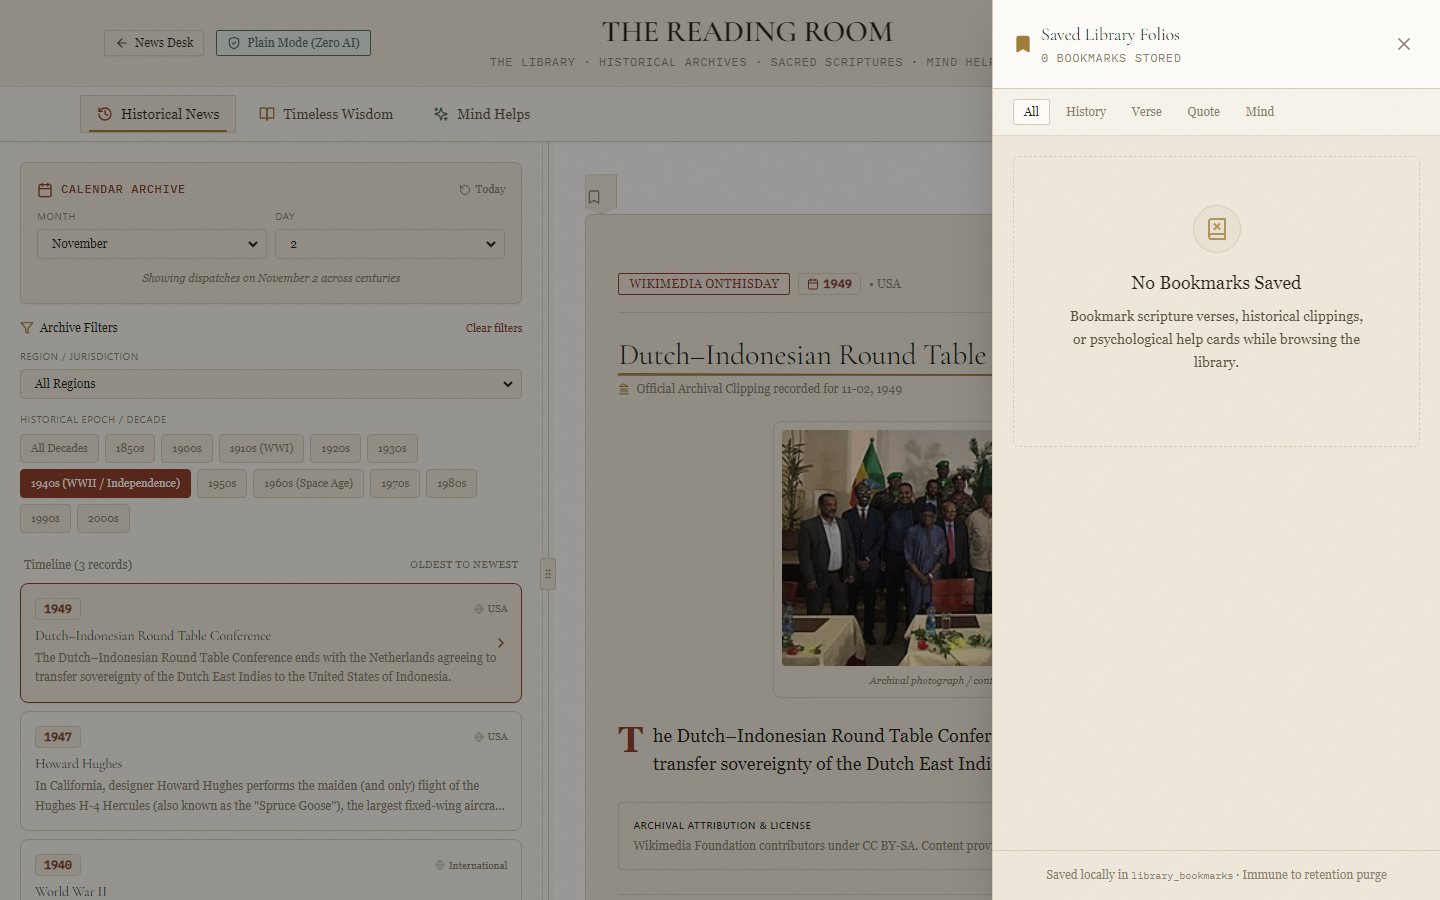 News Desk
Plain Mode (Zero AI)
THE READING ROOM
THE LIBRARY · HISTORICAL ARCHIVES · SACRED SCRIPTURES · MIND HELP
Historical News
Timeless Wisdom
Mind Helps
CALENDAR ARCHIVE
Today
MONTH
DAY
November
2
Showing dispatches on November 2 across centuries
Archive Filters
Clear filters
REGION / JURISDICTION
All Regions
HISTORICAL EPOCH / DECADE
All Decades
1850s
1900s
1910s (WWI)
1920s
1930s
1940s (WWII / Independence)
1950s
1960s (Space Age)
1970s
1980s
1990s
2000s
Timeline (3 records)
OLDEST TO NEWEST
1949
USA
Dutch–Indonesian Round Table Conference
The Dutch–Indonesian Round Table Conference ends with the Netherlands agreeing to
transfer sovereignty of the Dutch East Indies to the United States of Indonesia.
1947
USA
Howard Hughes
In California, designer Howard Hughes performs the maiden (and only) flight of the
Hughes H-4 Hercules (also known as the "Spruce Goose"), the largest fixed-wing aircra...
1940
International
World War II
WIKIMEDIA ONTHISDAY
1949
• USA
Dutch–Indonesian Round Table
Official Archival Clipping recorded for 11-02, 1949
Archival photograph / cont
The Dutch–Indonesian Round Table Confer
transfer sovereignty of the Dutch East Indi
ARCHIVAL ATTRIBUTION & LICENSE
Wikimedia Foundation contributors under CC BY-SA. Content prov
Saved Library Folios
0 BOOKMARKS STORED
All
History
Verse
Quote
Mind
No Bookmarks Saved
Bookmark scripture verses, historical clippings,
or psychological help cards while browsing the
library.
Saved locally in library_bookmarks · Immune to retention purge